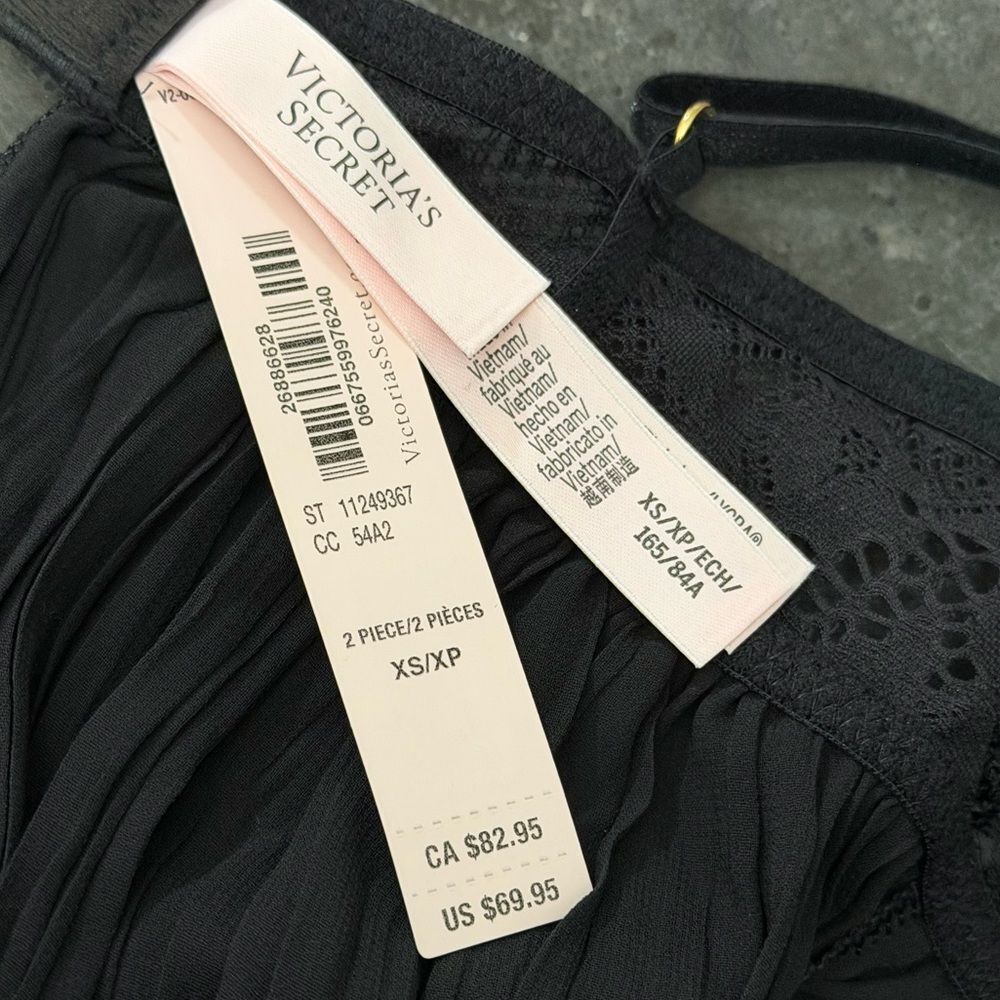 VICTORIA'S
SECRET
26886628
0667559976240
VictoriasSecret.
ST 11249367
CC 54A2
2 PIECE/2 PIÈCES
XS/XP
CA $82.95
US $69.95
Vietnam/
fabriqué au
Vietnam/
hecho en
Vietnam/
fabbricato in
Vietnam/
越南制造
XS/XP/ECH/
165/84A